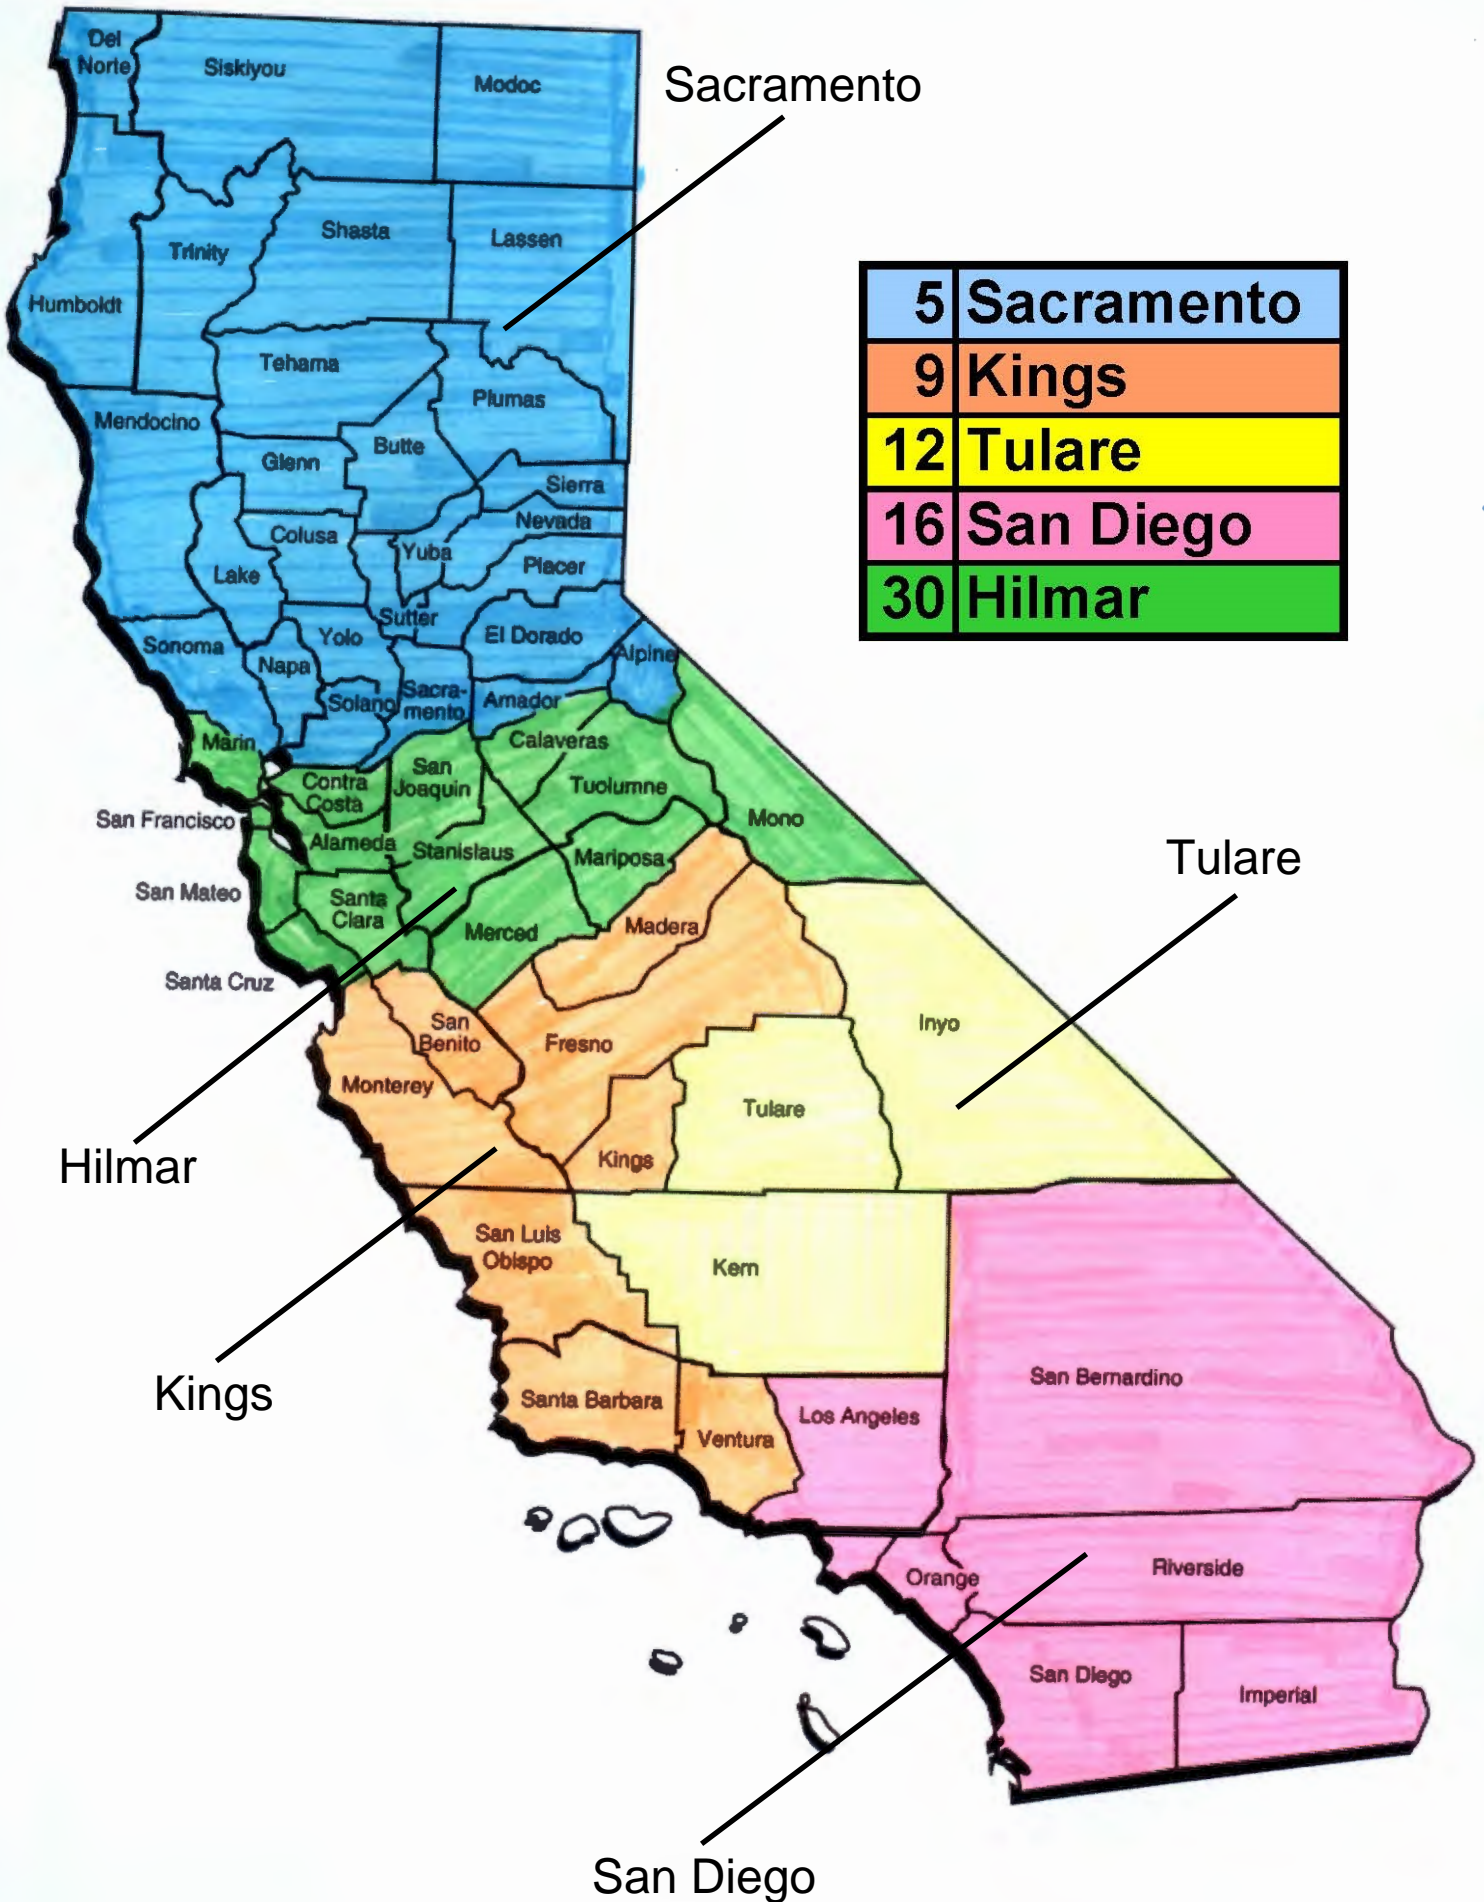 Del
Norte
Siskiyou
Modoc
Sacramento
Shasta
Lassen
Trinity
Humboldt
5 Sacramento
9 Kings
12 Tulare
16 San Diego
30 Hilmar
Tehama
Plumas
Mendocino
Butte
Glenn
Sierra
Nevada
Colusa
Yuba
Placer
Lake
Sutter
El Dorado
Yolo
Sonoma
Napa
Alpine
Solano
Sacra-
mento
Amador
Marin
Calaveras
San
Joaquin
Contra
Costa
Tuolumne
San Francisco
Mono
Alameda
Stanislaus
Mariposa
Tulare
San Mateo
Santa
Clara
Merced
Madera
Santa Cruz
San
Benito
Fresno
Inyo
Monterey
Tulare
Kings
Hilmar
San Luis
Obispo
Kern
Kings
Santa Barbara
Ventura
Los Angeles
San Bernardino
Orange
Riverside
San Diego
Imperial
San Diego